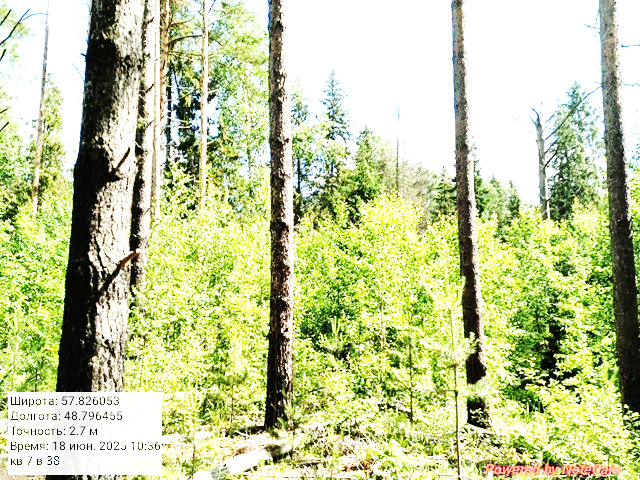 Широта: 57.826053
Долгота: 48.796455
Точность: 2.7 м
Время: 18 июн. 2025 10:36
кв 7 в 38
Powered by NoteCam